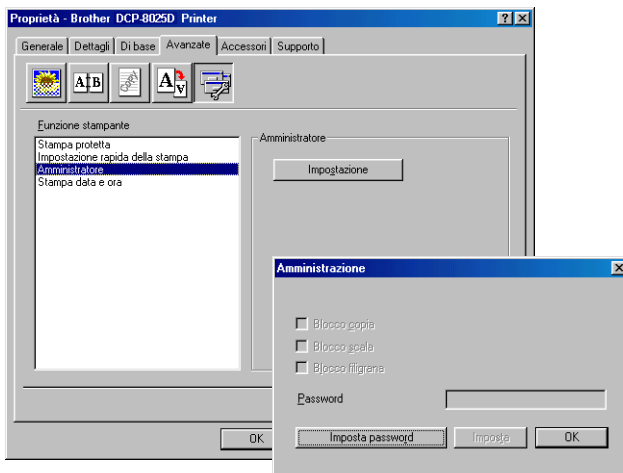 Proprietà - Brother DCP-8025D Printer
Generale Dettagli Di base Avanzate Accessori Supporto
Funzione stampante
Stampa protetta
Impostazione rapida della stampa
Amministratore
Stampa data e ora
Amministratore
Impostazione
OK
Amministrazione
Blocco copia
Blocco scala
Blocco filigrana
Password
Imposta password Imposta OK